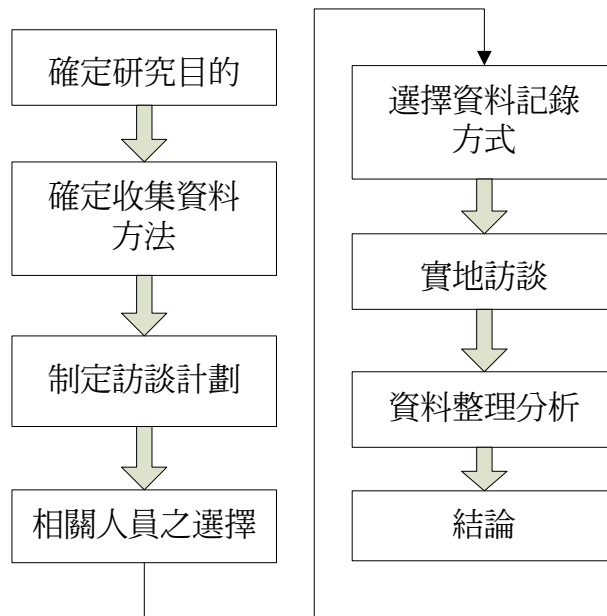 確定研究目的
確定收集資料
方法
制定訪談計劃
相關人員之選擇
選擇資料記錄
方式
實地訪談
資料整理分析
結論